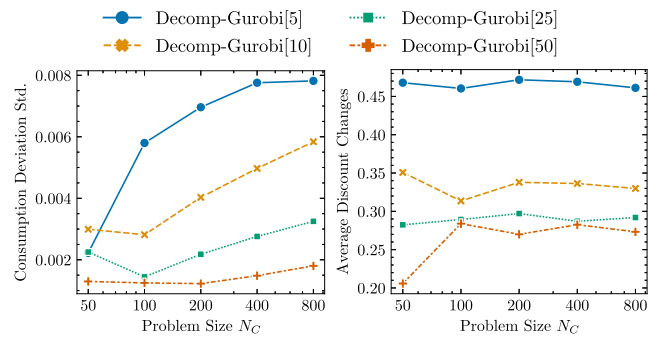 Decomp-Gurobi[5]
Decomp-Gurobi[10]
Decomp-Gurobi[25]
Decomp-Gurobi[50]
Consumption Deviation Std.
0.008
0.006
0.004
0.002
50 100 200 400 800
Problem Size N_C
Average Discount Changes
0.45
0.40
0.35
0.30
0.25
0.20
50 100 200 400 800
Problem Size N_C